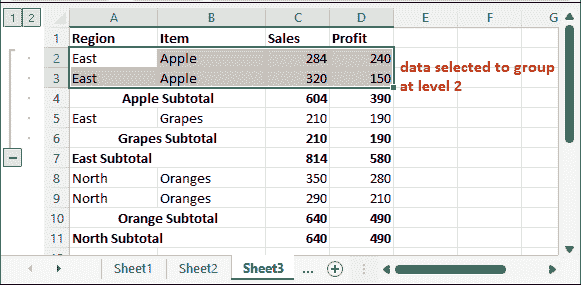 1 2
A B C D E F G
1 Region Item Sales Profit
2 East Apple 284 240
3 East Apple 320 150
data selected to group
at level 2
4 Apple Subtotal 604 390
5 East Grapes 210 190
6 Grapes Subtotal 210 190
7 East Subtotal 814 580
8 North Oranges 350 280
9 North Oranges 290 210
10 Orange Subtotal 640 490
11 North Subtotal 640 490
Sheet1 Sheet2 Sheet3 ...